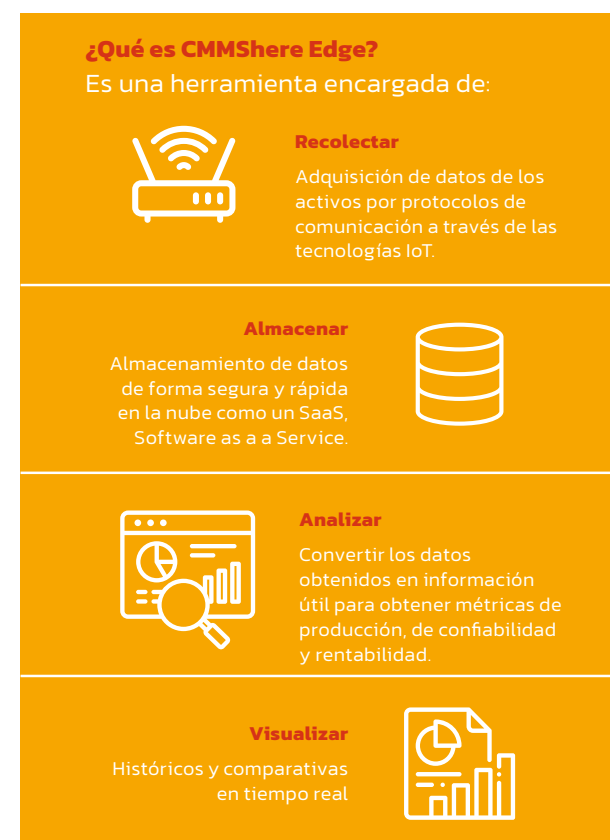 ¿Qué es CMMShere Edge?
Es una herramienta encargada de:
Recolectar
Adquisición de datos de los
activos por protocolos de
comunicación a través de las
tecnologías IoT.
Almacenar
Almacenamiento de datos
de forma segura y rápida
en la nube como un SaaS,
Software as a a Service.
Analizar
Convertir los datos
obtenidos en información
útil para obtener métricas de
producción, de confiabilidad
y rentabilidad.
Visualizar
Históricos y comparativas
en tiempo real